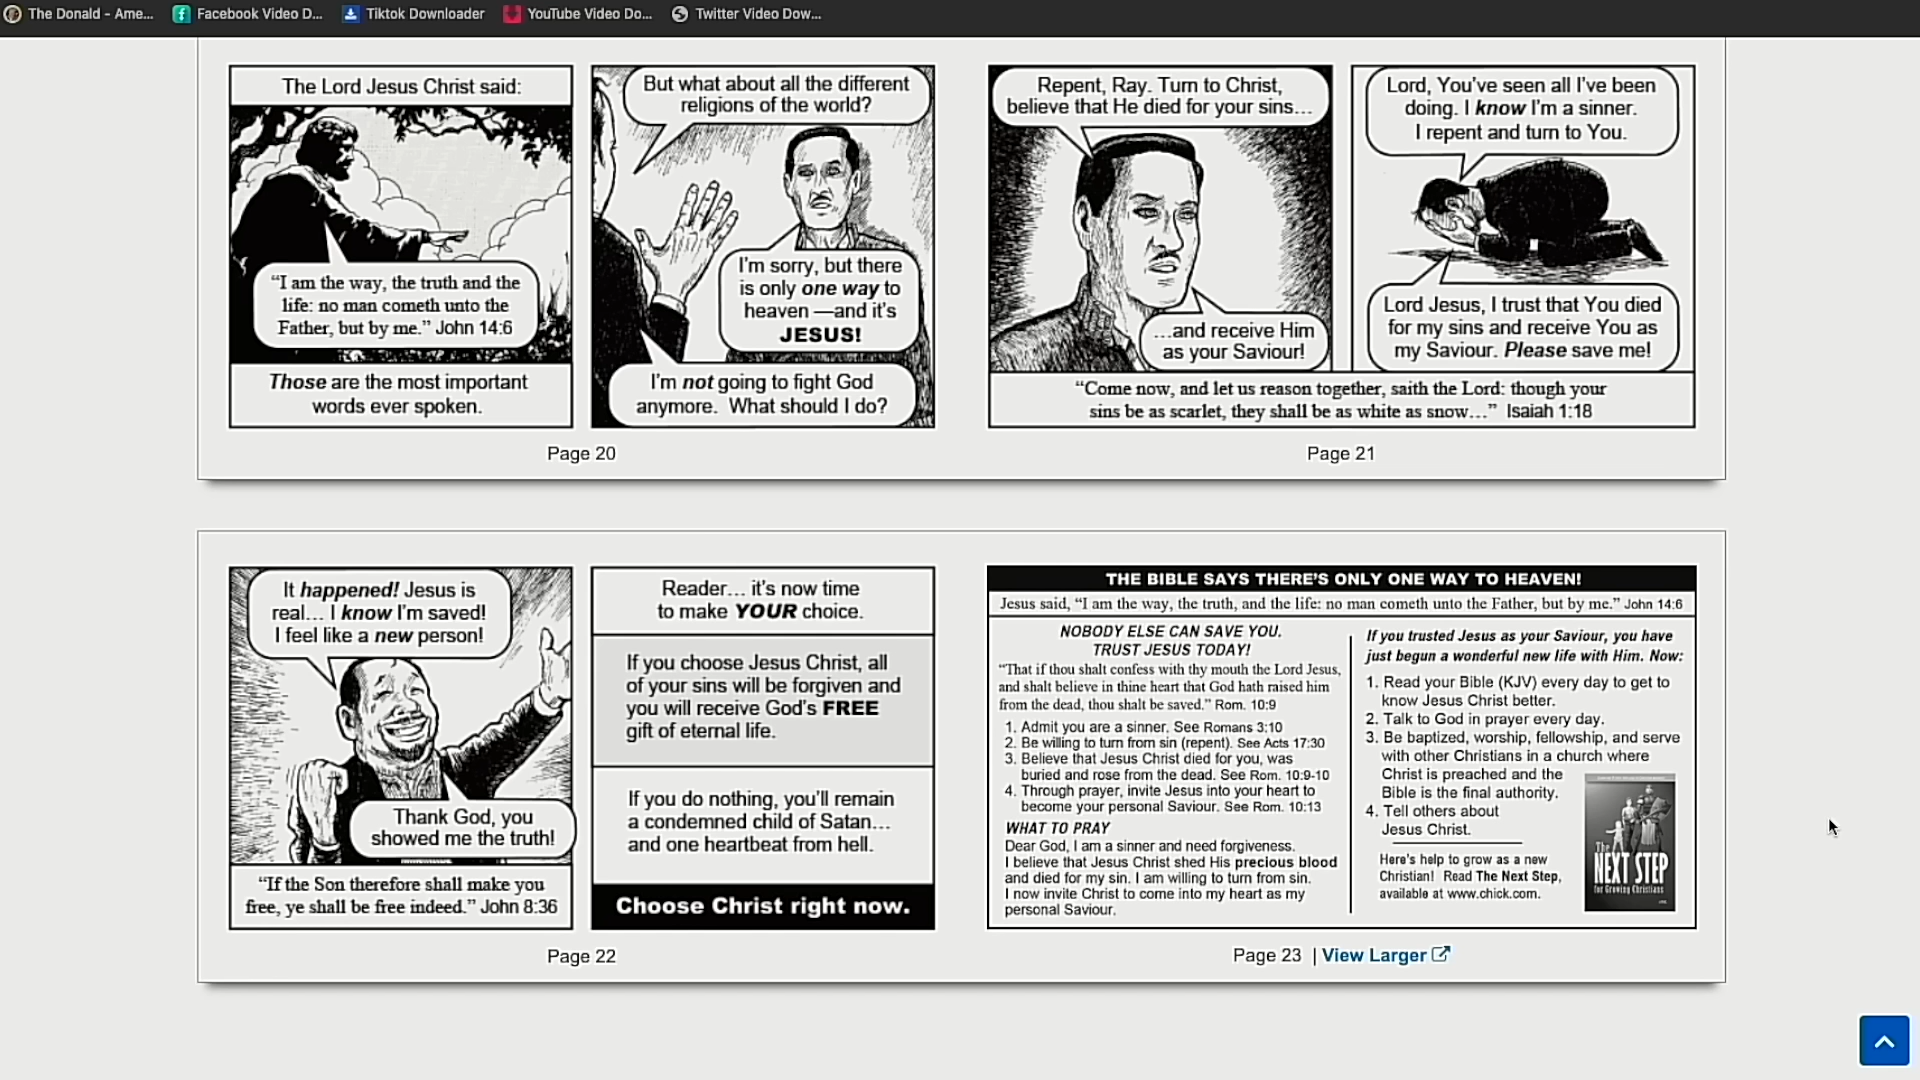 The Donald - Ame...
Facebook Video D...
Tiktok Downloader
YouTube Video Do...
Twitter Video Dow...
The Lord Jesus Christ said:
“I am the way, the truth and the
life: no man cometh unto the
Father, but by me.” John 14:6
Those are the most important
words ever spoken.
But what about all the different
religions of the world?
I'm sorry, but there
is only one way to
heaven —and it's
JESUS!
I'm not going to fight God
anymore. What should I do?
Page 20
Repent, Ray. Turn to Christ,
believe that He died for your sins...
...and receive Him
as your Saviour!
Lord, You've seen all I've been
doing. I know I'm a sinner.
I repent and turn to You.
Lord Jesus, I trust that You died
for my sins and receive You as
my Saviour. Please save me!
“Come now, and let us reason together, saith the Lord: though your
sins be as scarlet, they shall be as white as snow...” Isaiah 1:18
Page 21
It happened! Jesus is
real... I know I'm saved!
I feel like a new person!
Thank God, you
showed me the truth!
“If the Son therefore shall make you
free, ye shall be free indeed.” John 8:36
Reader... it's now time
to make YOUR choice.
If you choose Jesus Christ, all
of your sins will be forgiven and
you will receive God's FREE
gift of eternal life.
If you do nothing, you'll remain
a condemned child of Satan...
and one heartbeat from hell.
Choose Christ right now.
Page 22
THE BIBLE SAYS THERE'S ONLY ONE WAY TO HEAVEN!
Jesus said, “I am the way, the truth, and the life: no man cometh unto the Father, but by me.” John 14:6
NOBODY ELSE CAN SAVE YOU.
TRUST JESUS TODAY!
“That if thou shalt confess with thy mouth the Lord Jesus,
and shalt believe in thine heart that God hath raised him
from the dead, thou shalt be saved.” Rom. 10:9
1. Admit you are a sinner. See Romans 3:10
2. Be willing to turn from sin (repent). See Acts 17:30
3. Believe that Jesus Christ died for you, was
buried and rose from the dead. See Rom. 10:9-10
4. Through prayer, invite Jesus into your heart to
become your personal Saviour. See Rom. 10:13
WHAT TO PRAY
Dear God, I am a sinner and need forgiveness.
I believe that Jesus Christ shed His precious blood
and died for my sin. I am willing to turn from sin.
I now invite Christ to come into my heart as my
personal Saviour.
If you trusted Jesus as your Saviour, you have
just begun a wonderful new life with Him. Now:
1. Read your Bible (KJV) every day to get to
know Jesus Christ better.
2. Talk to God in prayer every day.
3. Be baptized, worship, fellowship, and serve
with other Christians in a church where
Christ is preached and the
Bible is the final authority.
4. Tell others about
Jesus Christ.
Here's help to grow as a new
Christian! Read The Next Step,
available at www.chick.com.
The
NEXT STEP
for Growing Christians
Page 23 | View Larger